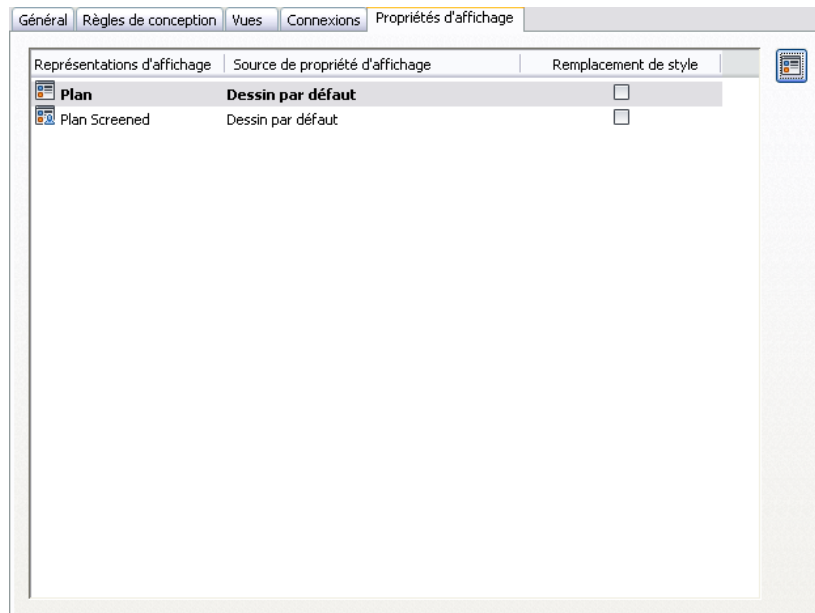 Général Règles de conception Vues Connexions Propriétés d'affichage
Représentations d'affichage Source de propriété d'affichage Remplacement de style
Plan Dessin par défaut
Plan Screened Dessin par défaut